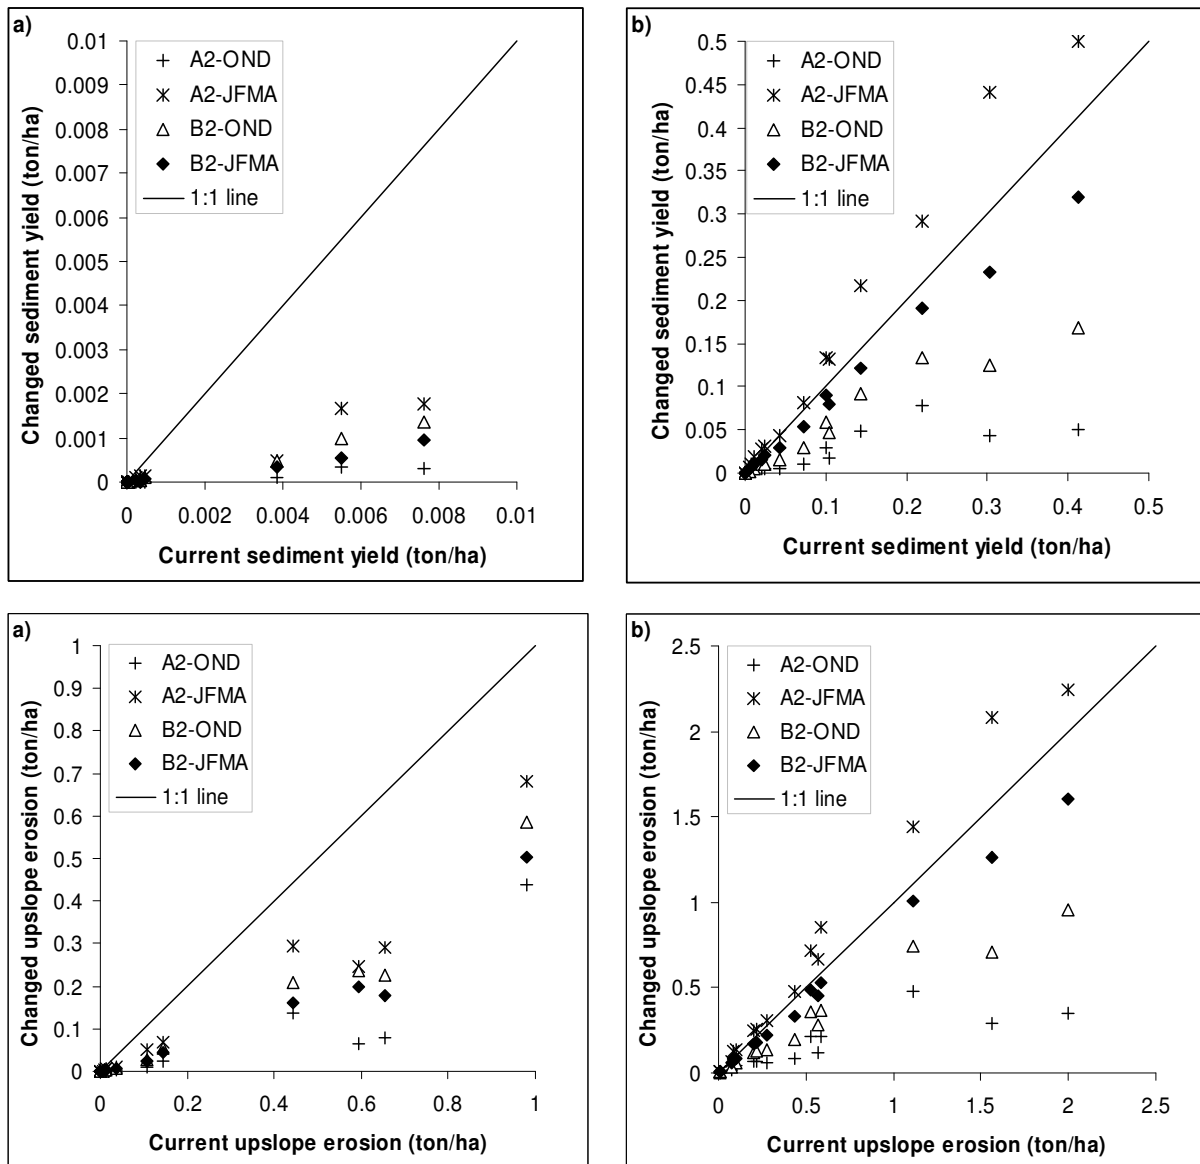 a)
Changed sediment yield (ton/ha)
0.01
0.009
0.008
0.007
0.006
0.005
0.004
0.003
0.002
0.001
0
A2-OND
A2-JFMA
B2-OND
B2-JFMA
1:1 line
0 0.002 0.004 0.006 0.008 0.01
Current sediment yield (ton/ha)
b)
Changed sediment yield (ton/ha)
0.5
0.45
0.4
0.35
0.3
0.25
0.2
0.15
0.1
0.05
0
A2-OND
A2-JFMA
B2-OND
B2-JFMA
1:1 line
0 0.1 0.2 0.3 0.4 0.5
Current sediment yield (ton/ha)
a)
Changed upslope erosion (ton/ha)
1
0.9
0.8
0.7
0.6
0.5
0.4
0.3
0.2
0.1
0
A2-OND
A2-JFMA
B2-OND
B2-JFMA
1:1 line
0 0.2 0.4 0.6 0.8 1
Current upslope erosion (ton/ha)
b)
Changed upslope erosion (ton/ha)
2.5
2
1.5
1
0.5
0
A2-OND
A2-JFMA
B2-OND
B2-JFMA
1:1 line
0 0.5 1 1.5 2 2.5
Current upslope erosion (ton/ha)